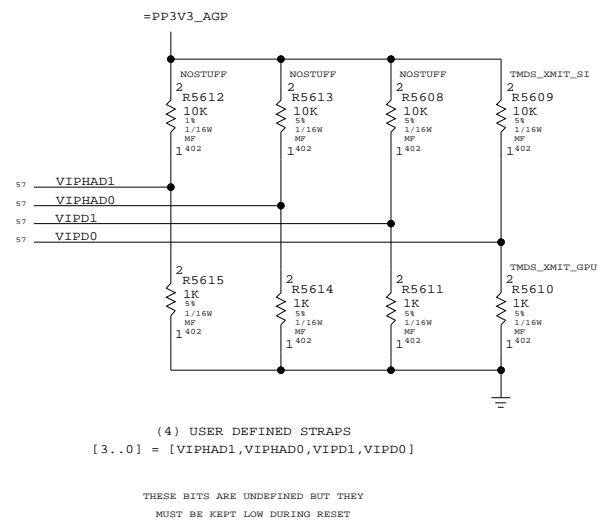 =PP3V3_AGP
NOSTUFF NOSTUFF NOSTUFF TMDS_XMIT_SI
2 2 2 2
R5612 R5613 R5608 R5609
10K 10K 10K 10K
1% 5% 5% 5%
1/16W 1/16W 1/16W 1/16W
MF MF MF MF
1 402 1 402 1 402 1 402
57 VIPHAD1
57 VIPHAD0
57 VIPD1
57 VIPD0
TMDS_XMIT_GPU
2 2 2 2
R5615 R5614 R5611 R5610
1K 1K 1K 1K
5% 5% 5% 5%
1/16W 1/16W 1/16W 1/16W
MF MF MF MF
1 402 1 402 1 402 1 402
(4) USER DEFINED STRAPS
[3..0] = [VIPHAD1,VIPHAD0,VIPD1,VIPD0]
THESE BITS ARE UNDEFINED BUT THEY
MUST BE KEPT LOW DURING RESET